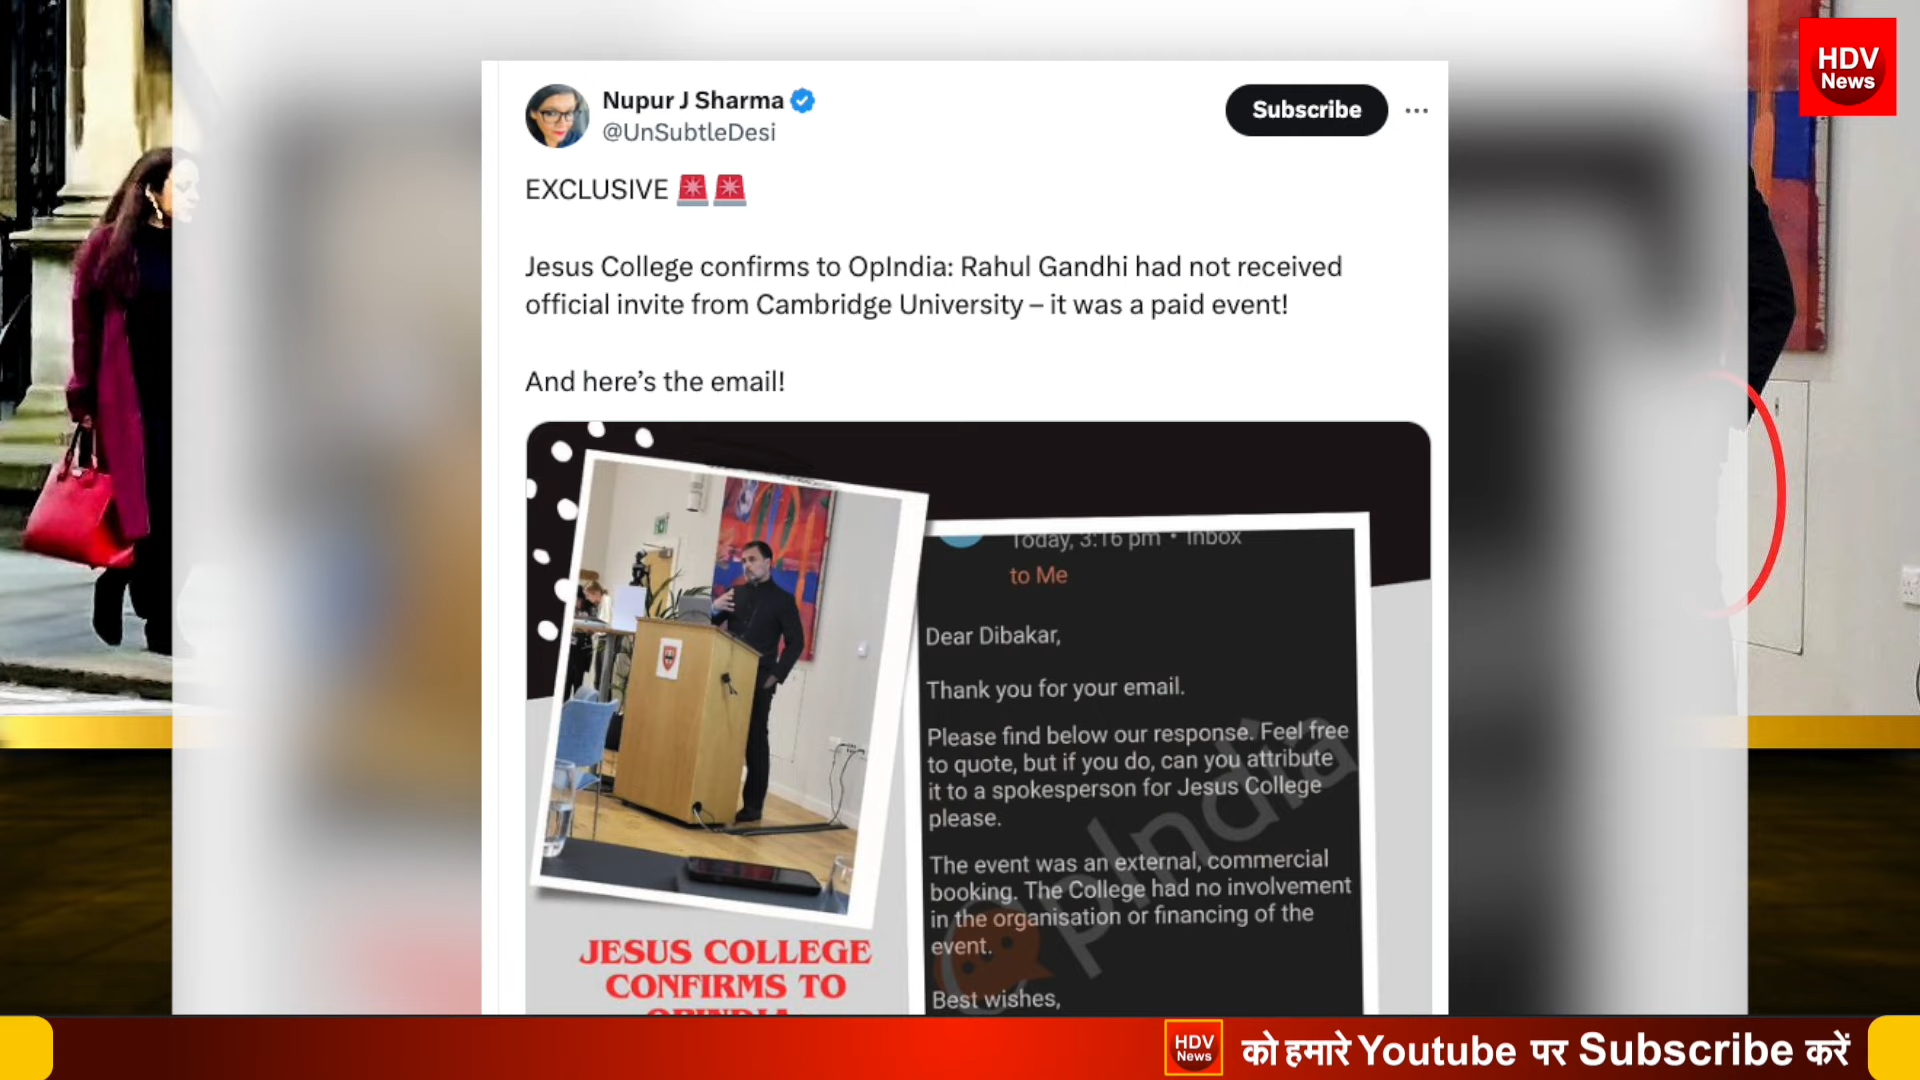 HDV
News
Nupur J Sharma
@UnSubtleDesi
Subscribe
EXCLUSIVE
Jesus College confirms to OpIndia: Rahul Gandhi had not received
official invite from Cambridge University – it was a paid event!
And here's the email!
Today, 3:16 pm • Inbox
to Me
Dear Dibakar,
Thank you for your email.
Please find below our response. Feel free
to quote, but if you do, can you attribute
it to a spokesperson for Jesus College
please.
The event was an external, commercial
booking. The College had no involvement
in the organisation or financing of the
event.
Best wishes,
OpIndia
JESUS COLLEGE
CONFIRMS TO
OPINDIA
HDV
News
को हमारे Youtube पर Subscribe करें